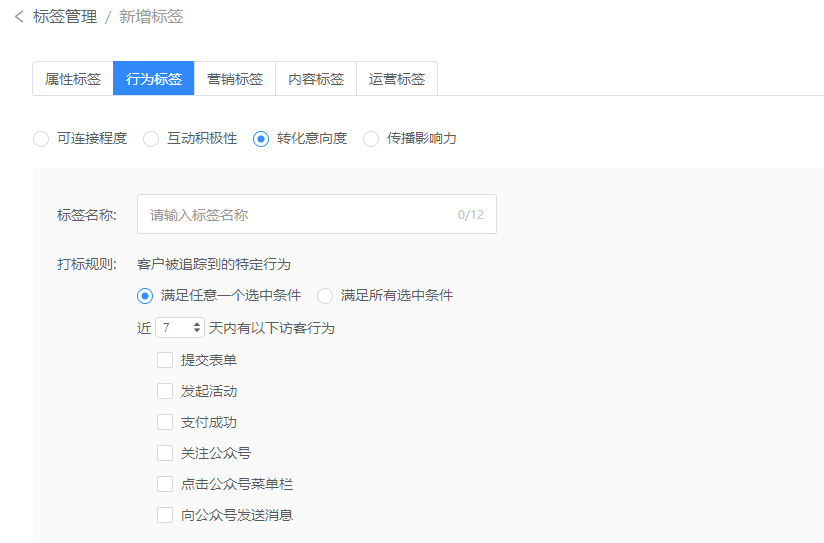 标签管理 / 新增标签
属性标签 行为标签 营销标签 内容标签 运营标签
可连接程度 互动积极性 转化意向度 传播影响力
标签名称: 请输入标签名称 0/12
打标规则: 客户被追踪到的特定行为
满足任意一个选中条件 满足所有选中条件
近 7 天内有以下访客行为
提交表单
发起活动
支付成功
关注公众号
点击公众号菜单栏
向公众号发送消息